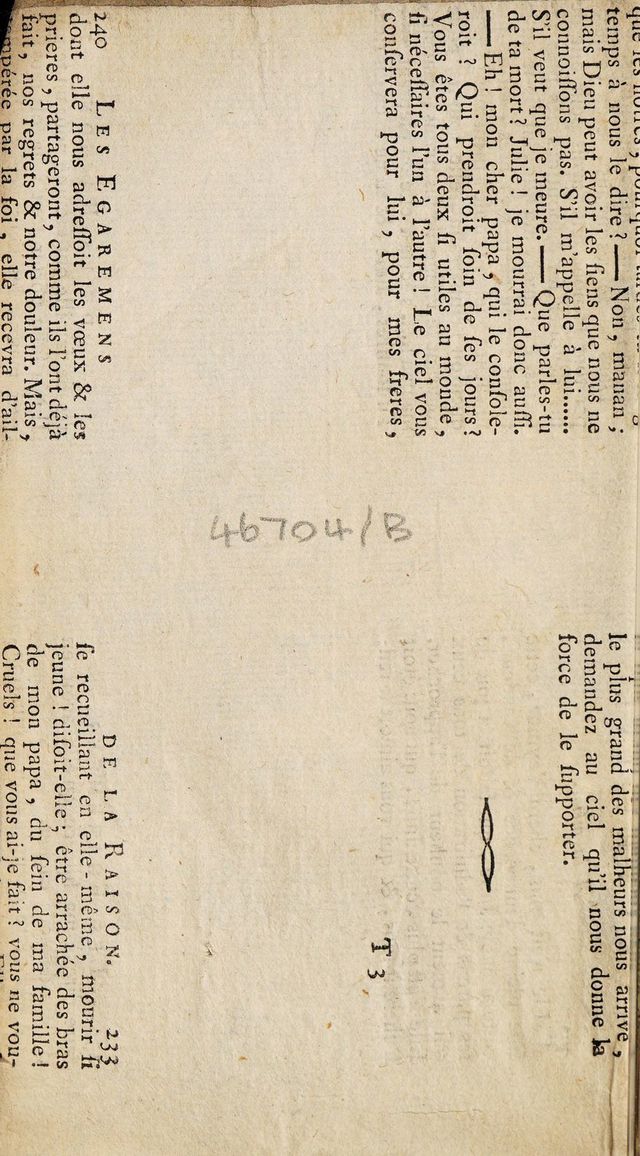 temps à nous le dire ? — Non, maman ;
mais Dieu peut avoir les ſiens que nous ne
connoiſſons pas. S'il m'appelle à lui......
S'il veut que je meure. — Que parles-tu
de ta mort ? Julie ! je mourrai donc auſſi.
— Eh ! mon cher papa, qui le conſole-
roit ? Qui prendroit ſoin de ſes jours ?
Vous êtes tous deux ſi utiles au monde,
ſi néceſſaires l'un à l'autre ! Le ciel vous
conſervera pour lui, pour mes freres,
le plus grand des malheurs nous arrive,
demandez au ciel qu'il nous donne la
force de le ſupporter.
T 3
46704/B
240 LES EGAREMENS
dont elle nous adreſſoit les vœux & les
prieres, partageront, comme ils l'ont déjà
fait, nos regrets & notre douleur. Mais,
tempérée par la foi, elle recevra d'ail-
DE LA RAISON. 233
ſe recueillant en elle-même, mourir ſi
jeune ! diſoit-elle ; être arrachée des bras
de mon papa, du ſein de ma famille !
Cruels ! que vous ai-je fait ? vous ne vou-